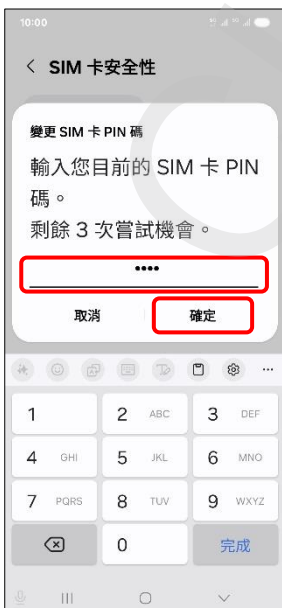 10:00
SIM 卡安全性
變更 SIM 卡 PIN 碼
輸入您目前的 SIM 卡 PIN
碼。
剩餘 3 次嘗試機會。
••••
取消 確定
1 2 ABC 3 DEF
4 GHI 5 JKL 6 MNO
7 PQRS 8 TUV 9 WXYZ
0 完成